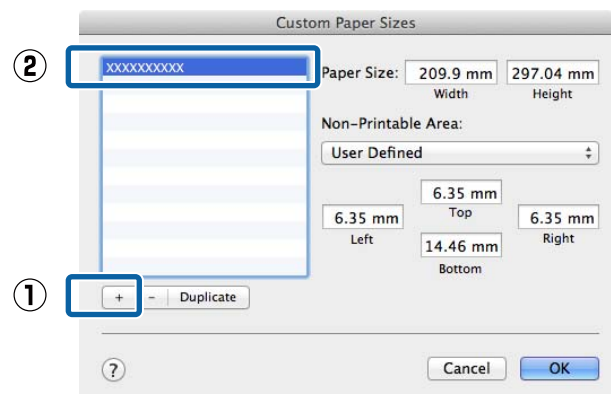 Custom Paper Sizes
②
XXXXXXXXXX
Paper Size: 209.9 mm 297.04 mm
Width Height
Non-Printable Area:
User Defined
6.35 mm
Top
6.35 mm 6.35 mm
Left Right
14.46 mm
Bottom
①
+ - Duplicate
? Cancel OK